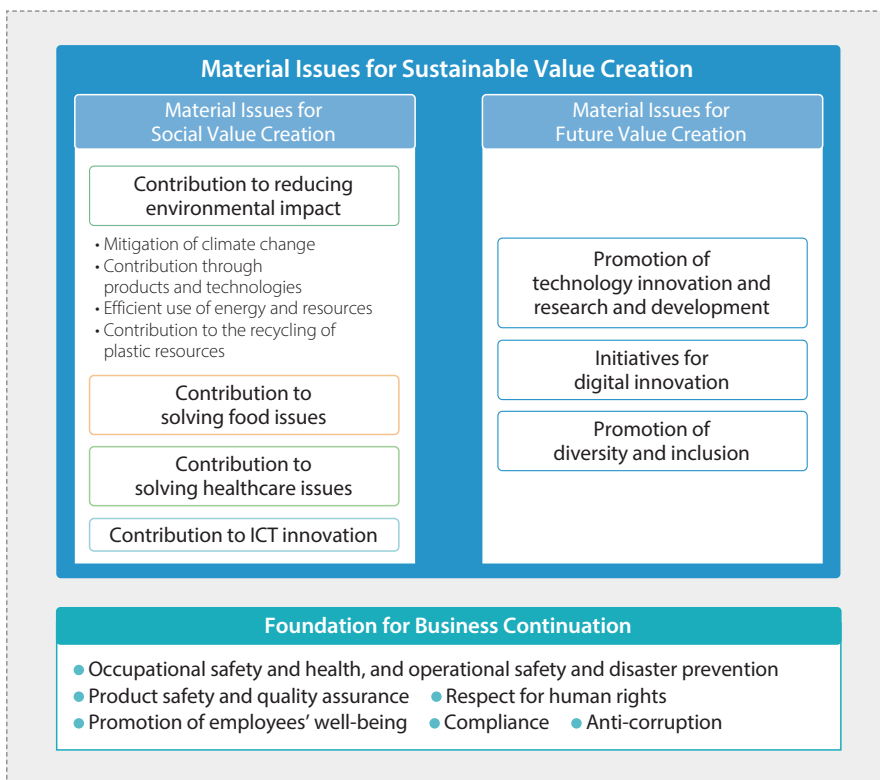 Material Issues for Sustainable Value Creation
Material Issues for
Social Value Creation
Contribution to reducing
environmental impact
• Mitigation of climate change
• Contribution through
products and technologies
• Efficient use of energy and resources
• Contribution to the recycling of
plastic resources
Contribution to
solving food issues
Contribution to
solving healthcare issues
Contribution to ICT innovation
Material Issues for
Future Value Creation
Promotion of
technology innovation and
research and development
Initiatives for
digital innovation
Promotion of
diversity and inclusion
Foundation for Business Continuation
● Occupational safety and health, and operational safety and disaster prevention
● Product safety and quality assurance ● Respect for human rights
● Promotion of employees’ well-being ● Compliance ● Anti-corruption